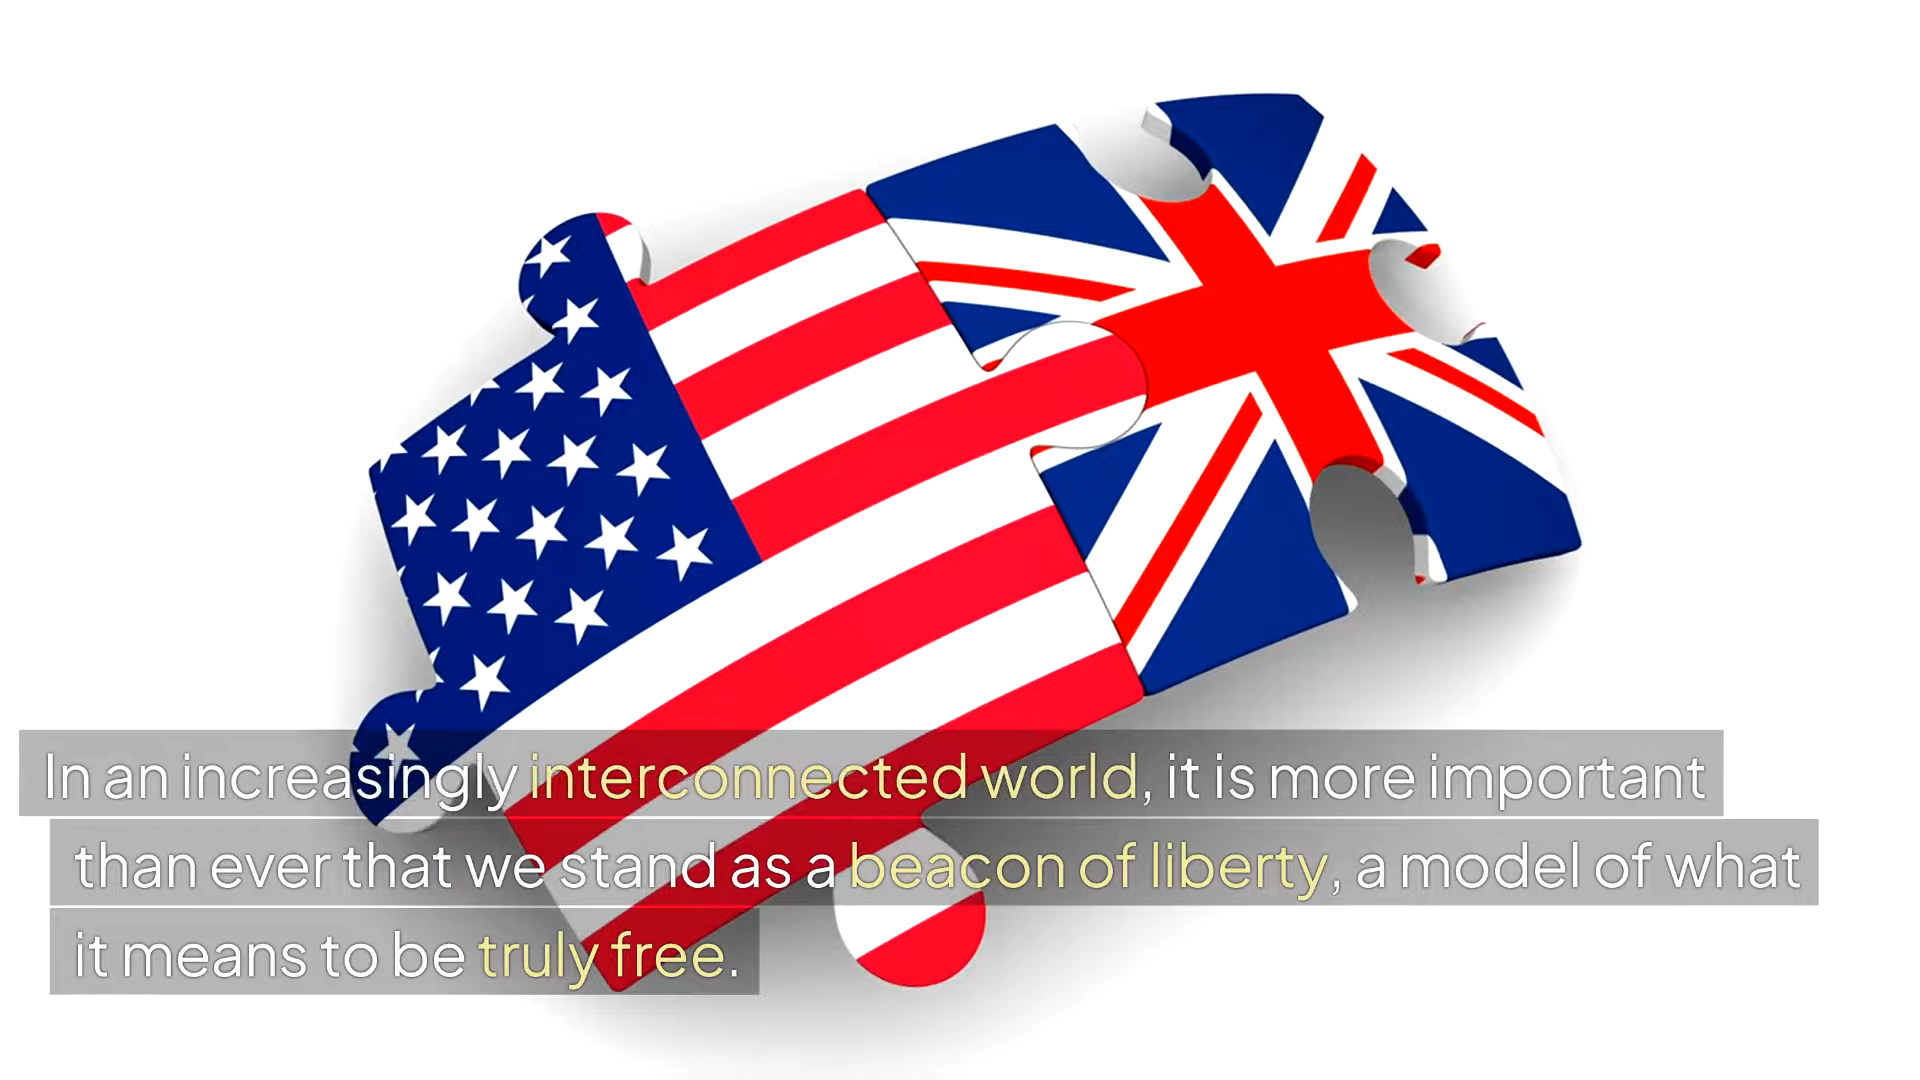 In an increasingly interconnected world, it is more important
than ever that we stand as a beacon of liberty, a model of what
it means to be truly free.